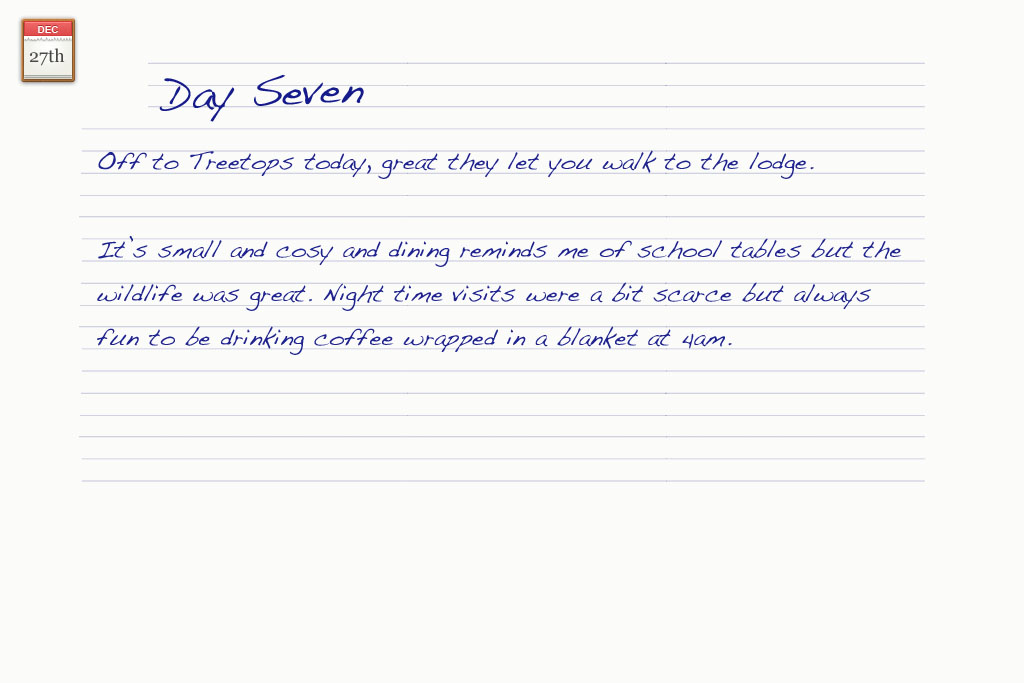 DEC
27th
Day Seven
Off to Treetops today, great they let you walk to the lodge.
It's small and cosy and dining reminds me of school tables but the
wildlife was great. Night time visits were a bit scarce but always
fun to be drinking coffee wrapped in a blanket at 4am.